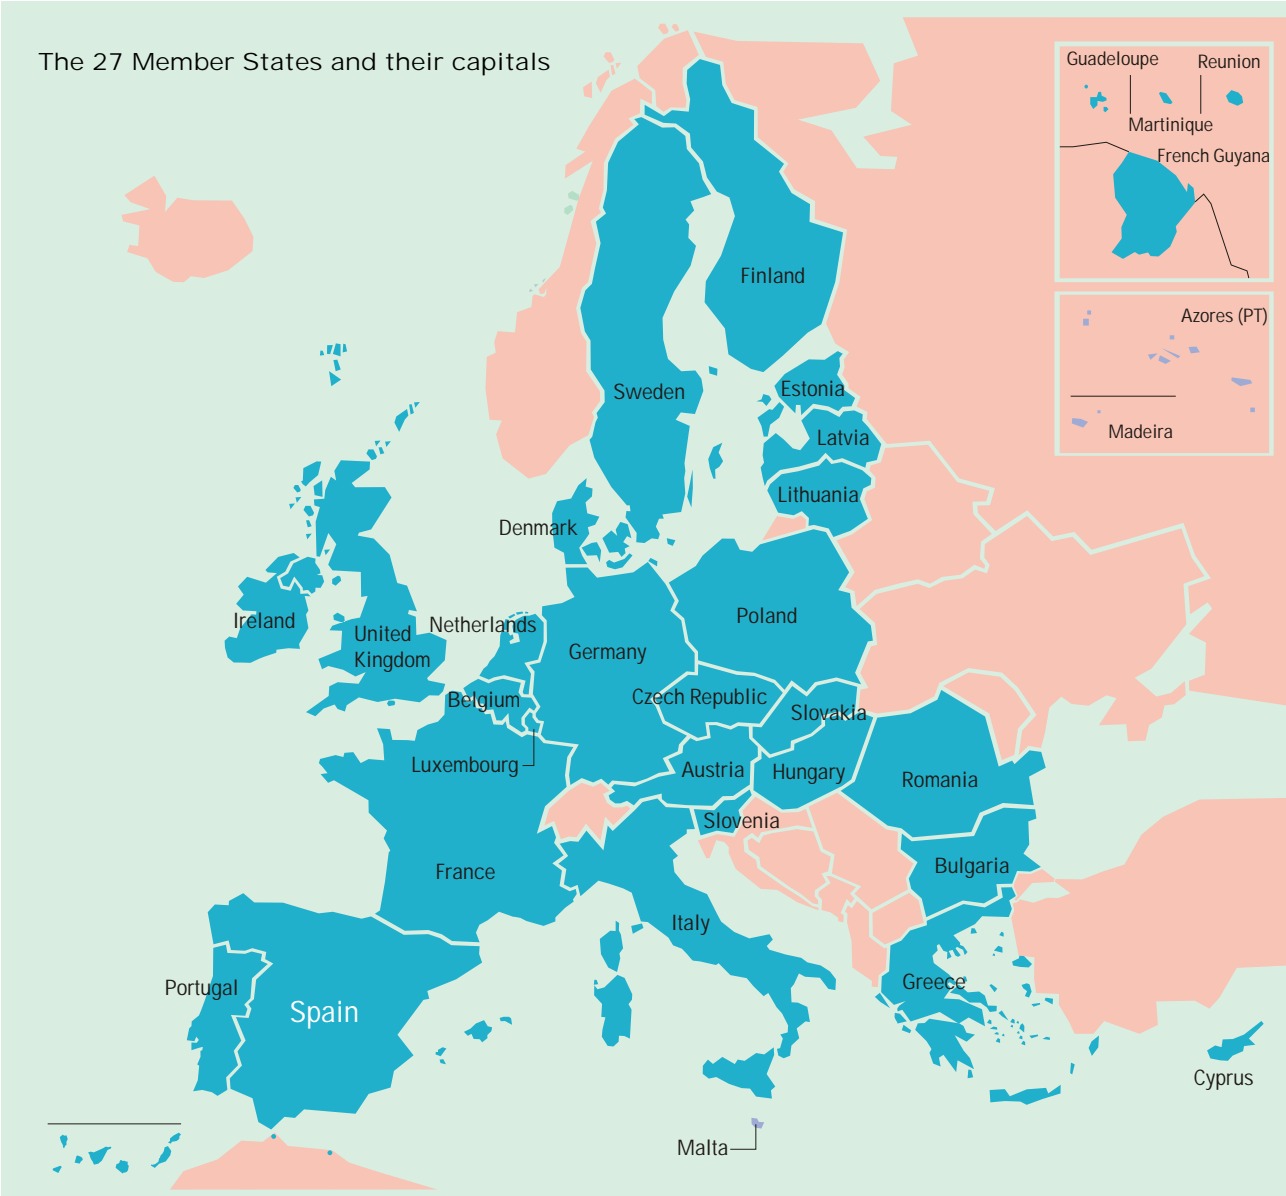 The 27 Member States and their capitals
Guadeloupe
Reunion
Martinique
French Guyana
Finland
Azores (PT)
Sweden
Estonia
Madeira
Latvia
Lithuania
Denmark
Ireland
Netherlands
Poland
United
Kingdom
Germany
Belgium
Czech Republic
Slovakia
Luxembourg
Austria
Hungary
Romania
Slovenia
France
Bulgaria
Italy
Portugal
Greece
Spain
Cyprus
Malta